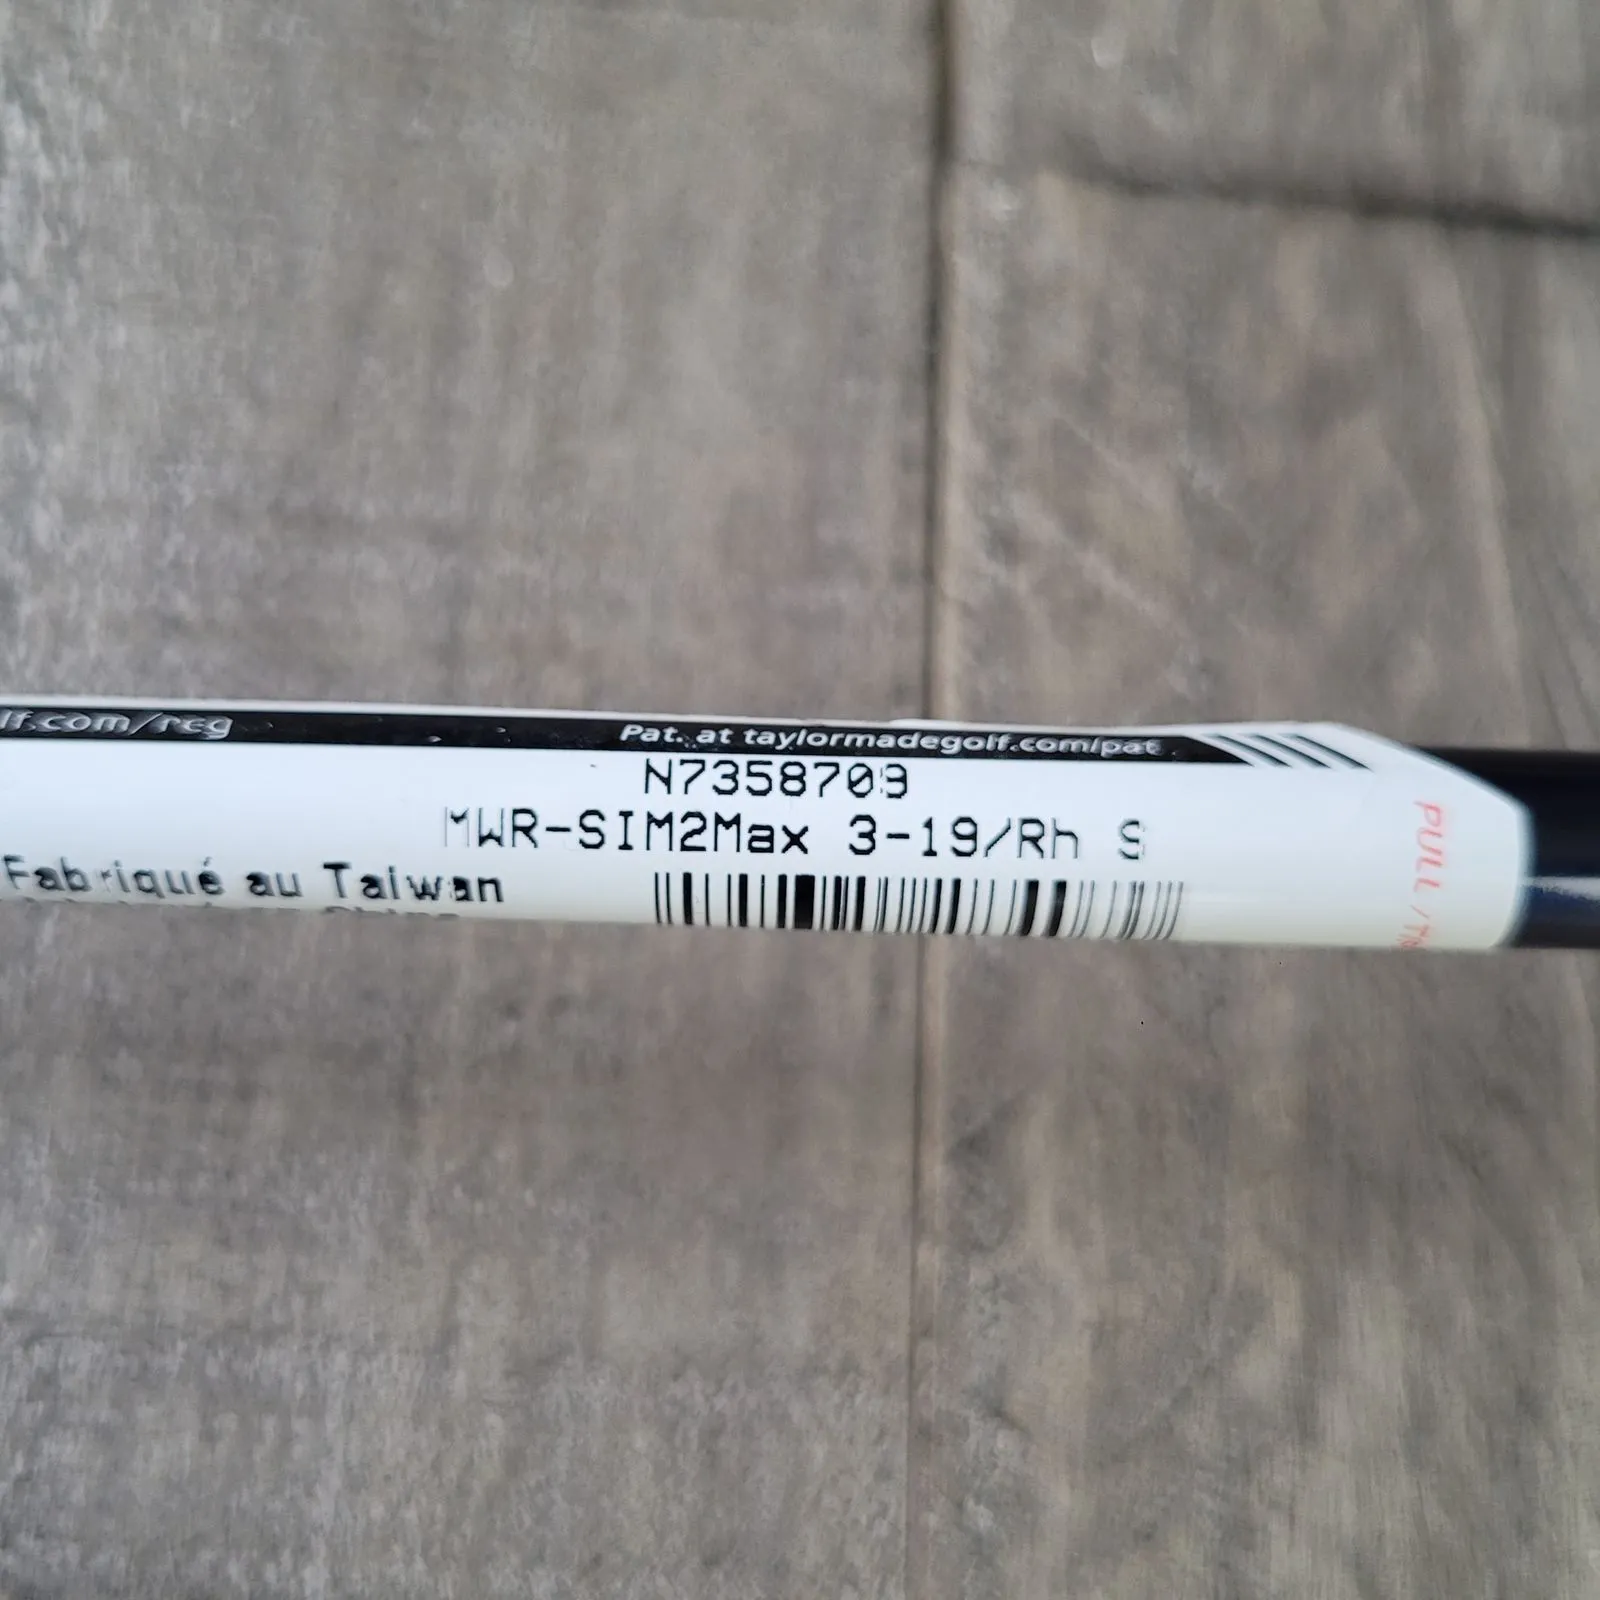 lf.com/reg Pat. at taylormadegolf.com/pat
N7358709
MWR-SIM2Max 3-19/Rh S
Fabriqué au Taiwan
PULL /